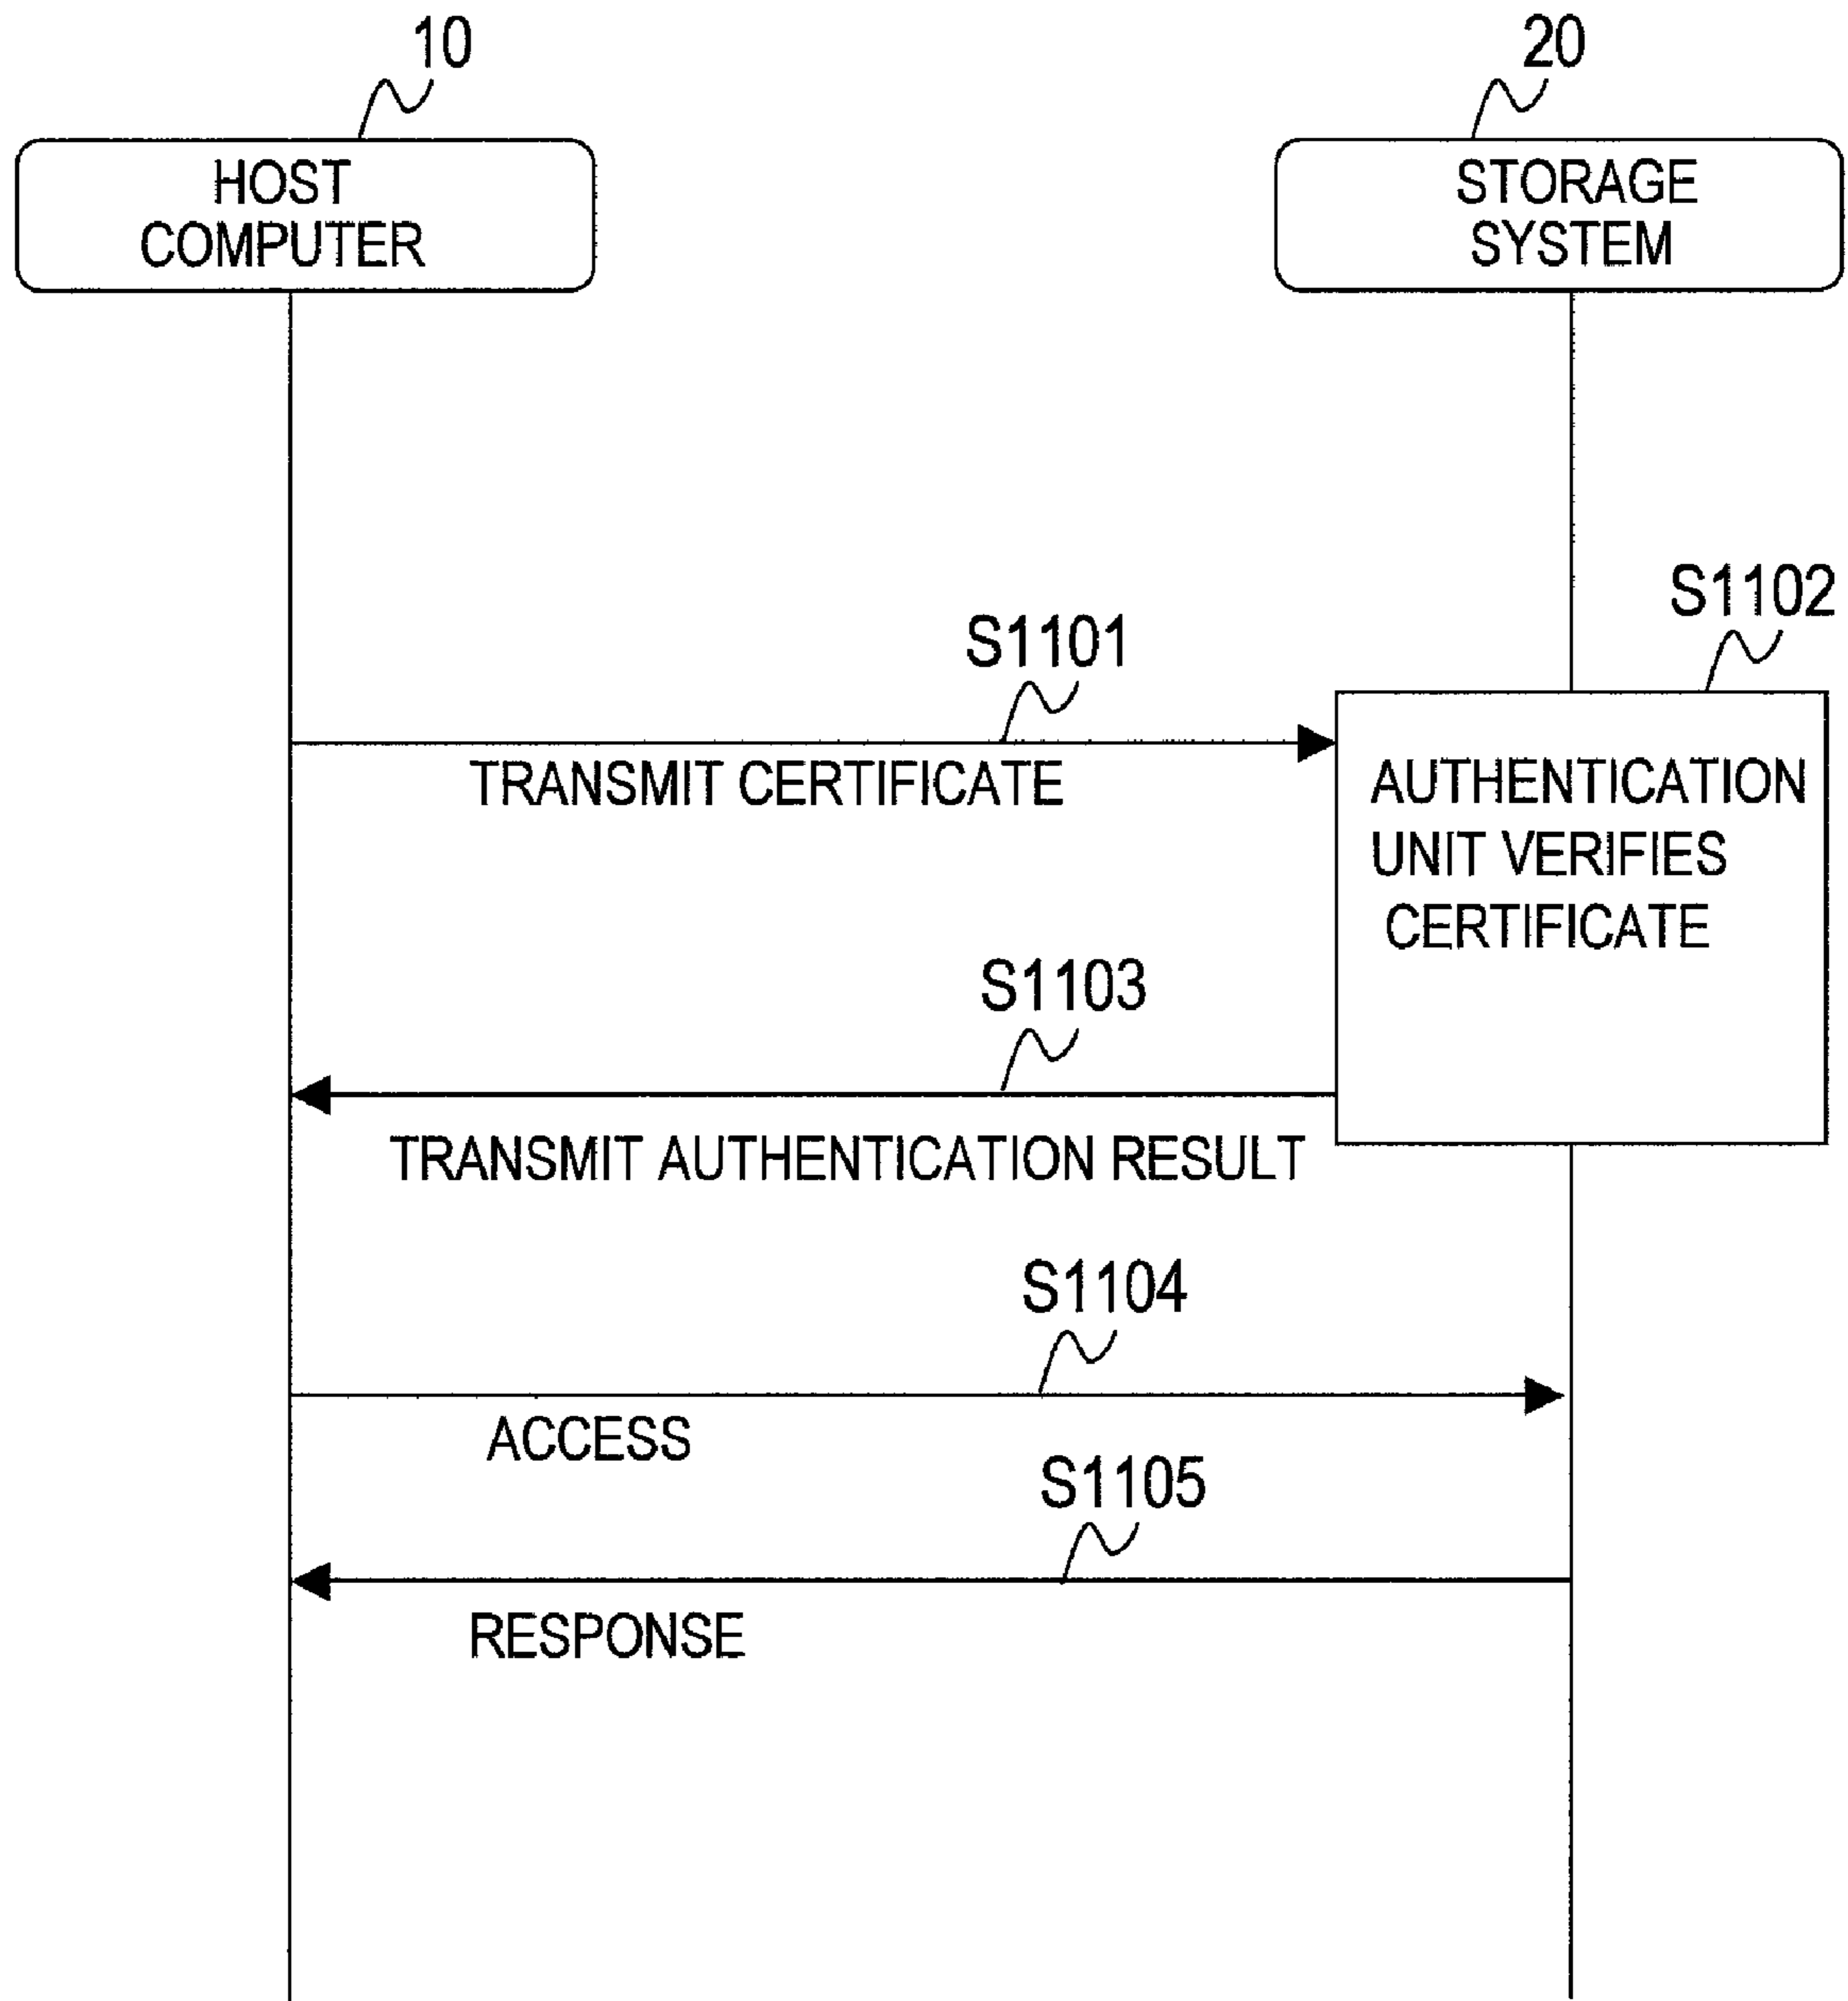 10
20
HOST
COMPUTER
STORAGE
SYSTEM
S1102
S1101
TRANSMIT CERTIFICATE
AUTHENTICATION
UNIT VERIFIES
CERTIFICATE
S1103
TRANSMIT AUTHENTICATION RESULT
S1104
ACCESS
S1105
RESPONSE